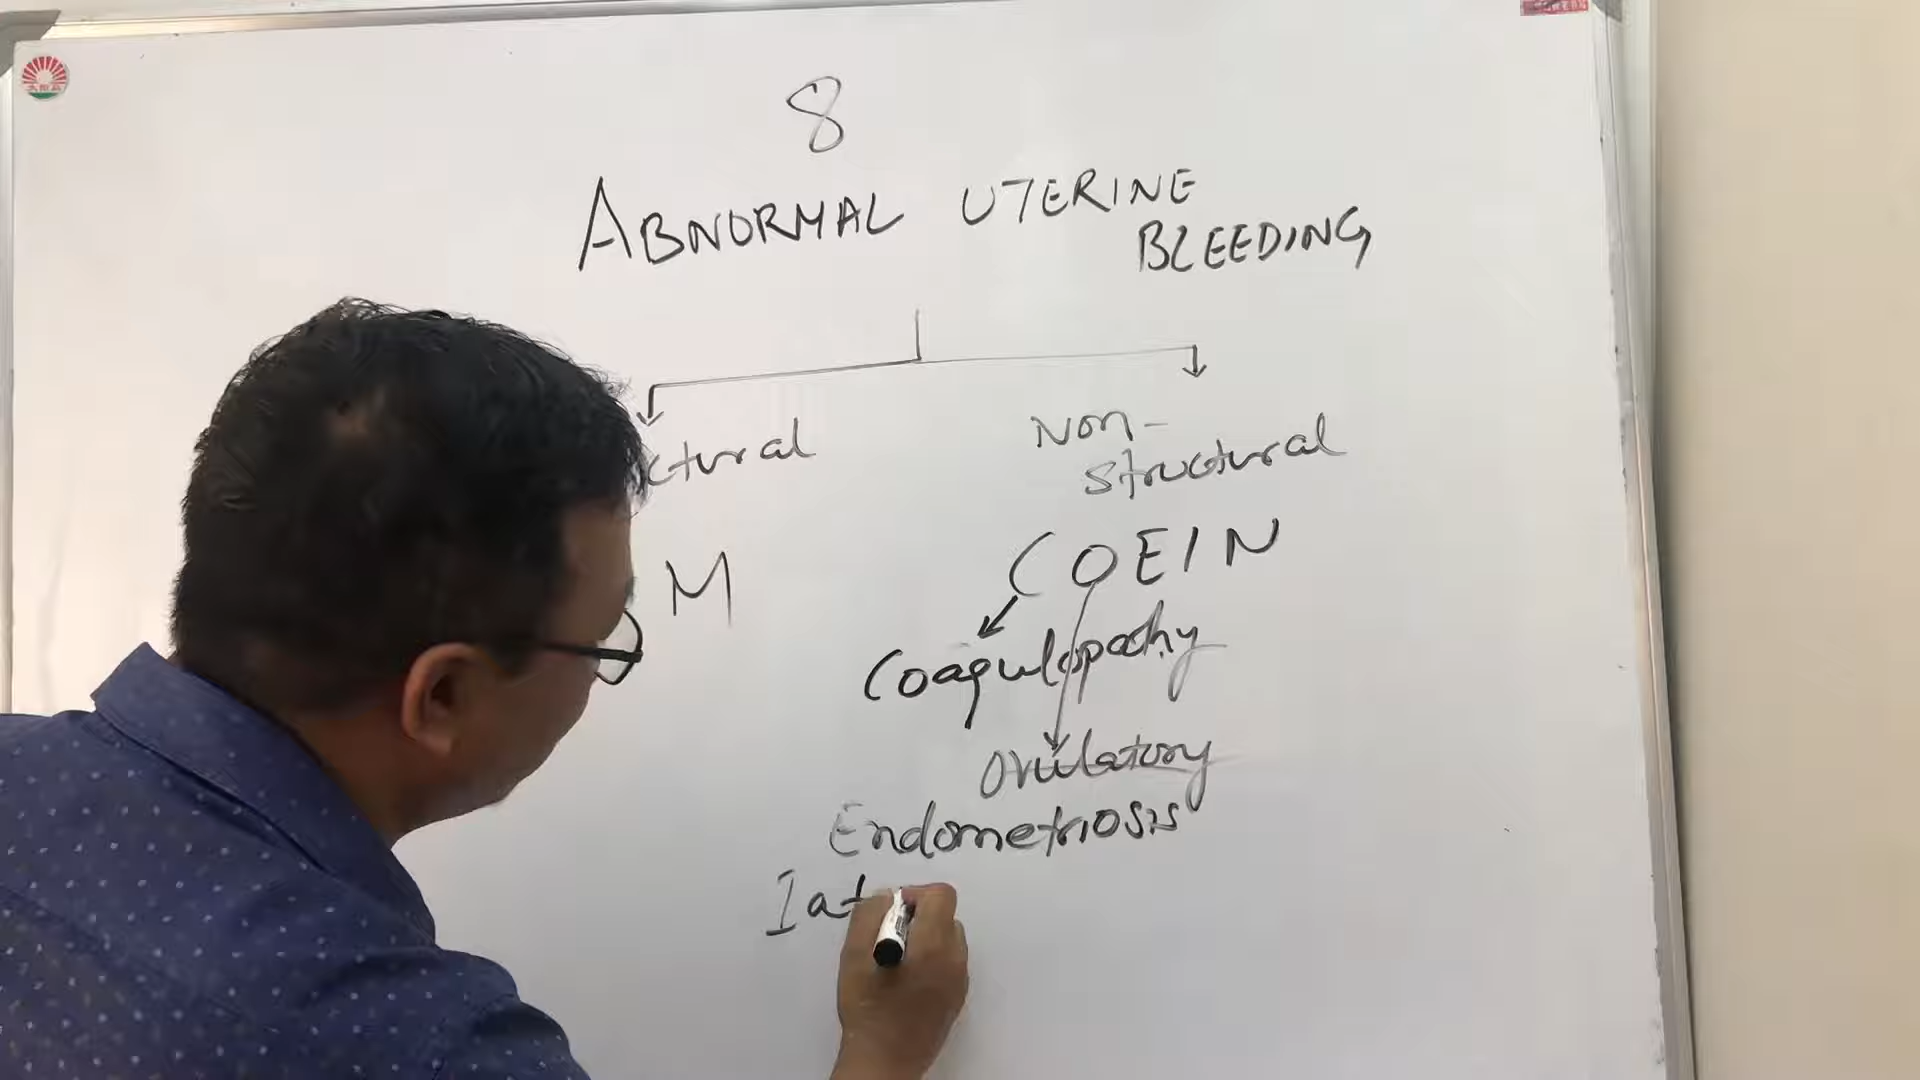 8
ABNORMAL UTERINE
BLEEDING
ctural
Non-
structural
M
COEIN
Coagulopathy
Ovulatory
Endometriosis
Iat